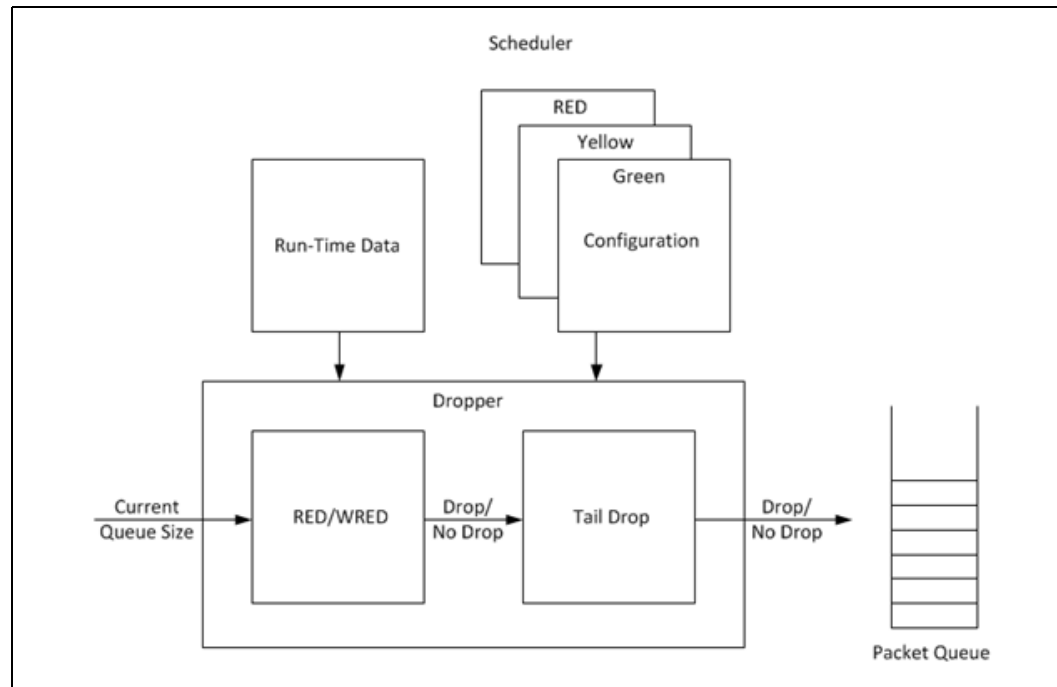 Scheduler
RED
Yellow
Green
Configuration
Run-Time Data
Dropper
Current
Queue Size
RED/WRED
Drop/
No Drop
Tail Drop
Drop/
No Drop
Packet Queue